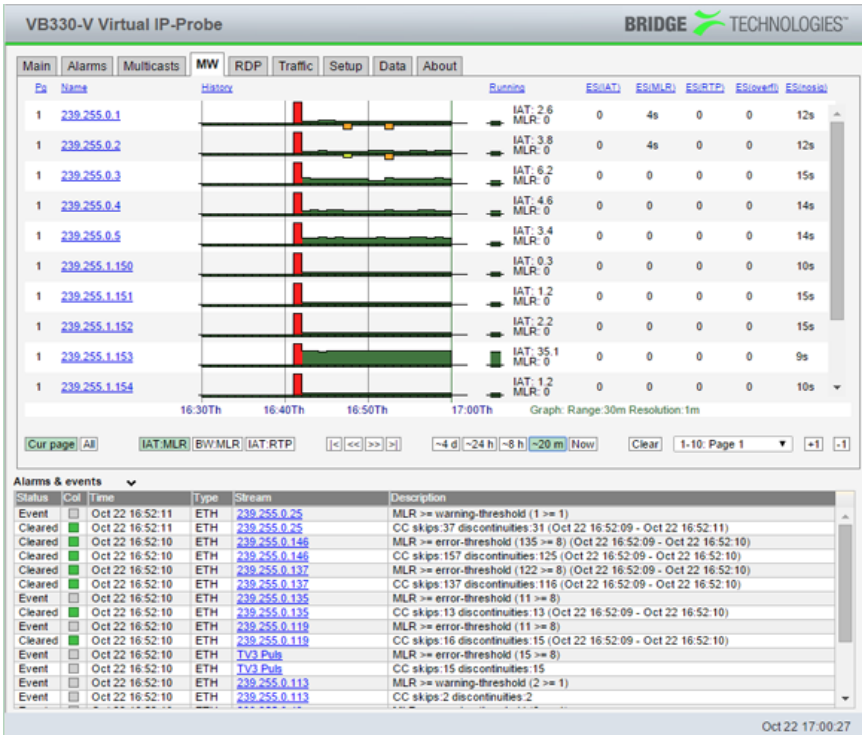 VB330-V Virtual IP-Probe
BRIDGE TECHNOLOGIES™
Main Alarms Multicasts MW RDP Traffic Setup Data About
Pg Name History Running ES(IAT) ES(MLR) ES(RTP) ES(overfl) ES(nosig)
1 239.255.0.1 IAT: 2.6 0 4s 0 0 12s
MLR: 0
1 239.255.0.2 IAT: 3.8 0 4s 0 0 12s
MLR: 0
1 239.255.0.3 IAT: 6.2 0 0 0 0 15s
MLR: 0
1 239.255.0.4 IAT: 4.6 0 0 0 0 14s
MLR: 0
1 239.255.0.5 IAT: 3.4 0 0 0 0 14s
MLR: 0
1 239.255.1.150 IAT: 0.3 0 0 0 0 10s
MLR: 0
1 239.255.1.151 IAT: 1.2 0 0 0 0 15s
MLR: 0
1 239.255.1.152 IAT: 2.2 0 0 0 0 15s
MLR: 0
1 239.255.1.153 IAT: 35.1 0 0 0 0 9s
MLR: 0
1 239.255.1.154 IAT: 1.2 0 0 0 0 10s
MLR: 0
16:30Th 16:40Th 16:50Th 17:00Th Graph: Range:30m Resolution:1m
Cur page All IAT:MLR BW:MLR IAT:RTP |< << >> >| ~4 d ~24 h ~8 h ~20 m Now Clear 1-10: Page 1 +1 -1
Alarms & events
Status Col Time Type Stream Description
Event Oct 22 16:52:11 ETH 239.255.0.25 MLR >= warning-threshold (1 >= 1)
Cleared Oct 22 16:52:11 ETH 239.255.0.25 CC skips:37 discontinuities:31 (Oct 22 16:52:09 - Oct 22 16:52:11)
Cleared Oct 22 16:52:10 ETH 239.255.0.146 MLR >= error-threshold (135 >= 8) (Oct 22 16:52:09 - Oct 22 16:52:10)
Cleared Oct 22 16:52:10 ETH 239.255.0.146 CC skips:157 discontinuities:125 (Oct 22 16:52:09 - Oct 22 16:52:10)
Cleared Oct 22 16:52:10 ETH 239.255.0.137 MLR >= error-threshold (122 >= 8) (Oct 22 16:52:09 - Oct 22 16:52:10)
Cleared Oct 22 16:52:10 ETH 239.255.0.137 CC skips:137 discontinuities:116 (Oct 22 16:52:09 - Oct 22 16:52:10)
Event Oct 22 16:52:10 ETH 239.255.0.135 MLR >= error-threshold (11 >= 8)
Cleared Oct 22 16:52:10 ETH 239.255.0.135 CC skips:13 discontinuities:13 (Oct 22 16:52:09 - Oct 22 16:52:10)
Event Oct 22 16:52:10 ETH 239.255.0.119 MLR >= error-threshold (11 >= 8)
Cleared Oct 22 16:52:10 ETH 239.255.0.119 CC skips:16 discontinuities:15 (Oct 22 16:52:09 - Oct 22 16:52:10)
Event Oct 22 16:52:10 ETH TV3 Puls MLR >= error-threshold (15 >= 8)
Event Oct 22 16:52:10 ETH TV3 Puls CC skips:15 discontinuities:15
Event Oct 22 16:52:10 ETH 239.255.0.113 MLR >= warning-threshold (2 >= 1)
Event Oct 22 16:52:10 ETH 239.255.0.113 CC skips:2 discontinuities:2
Oct 22 17:00:27